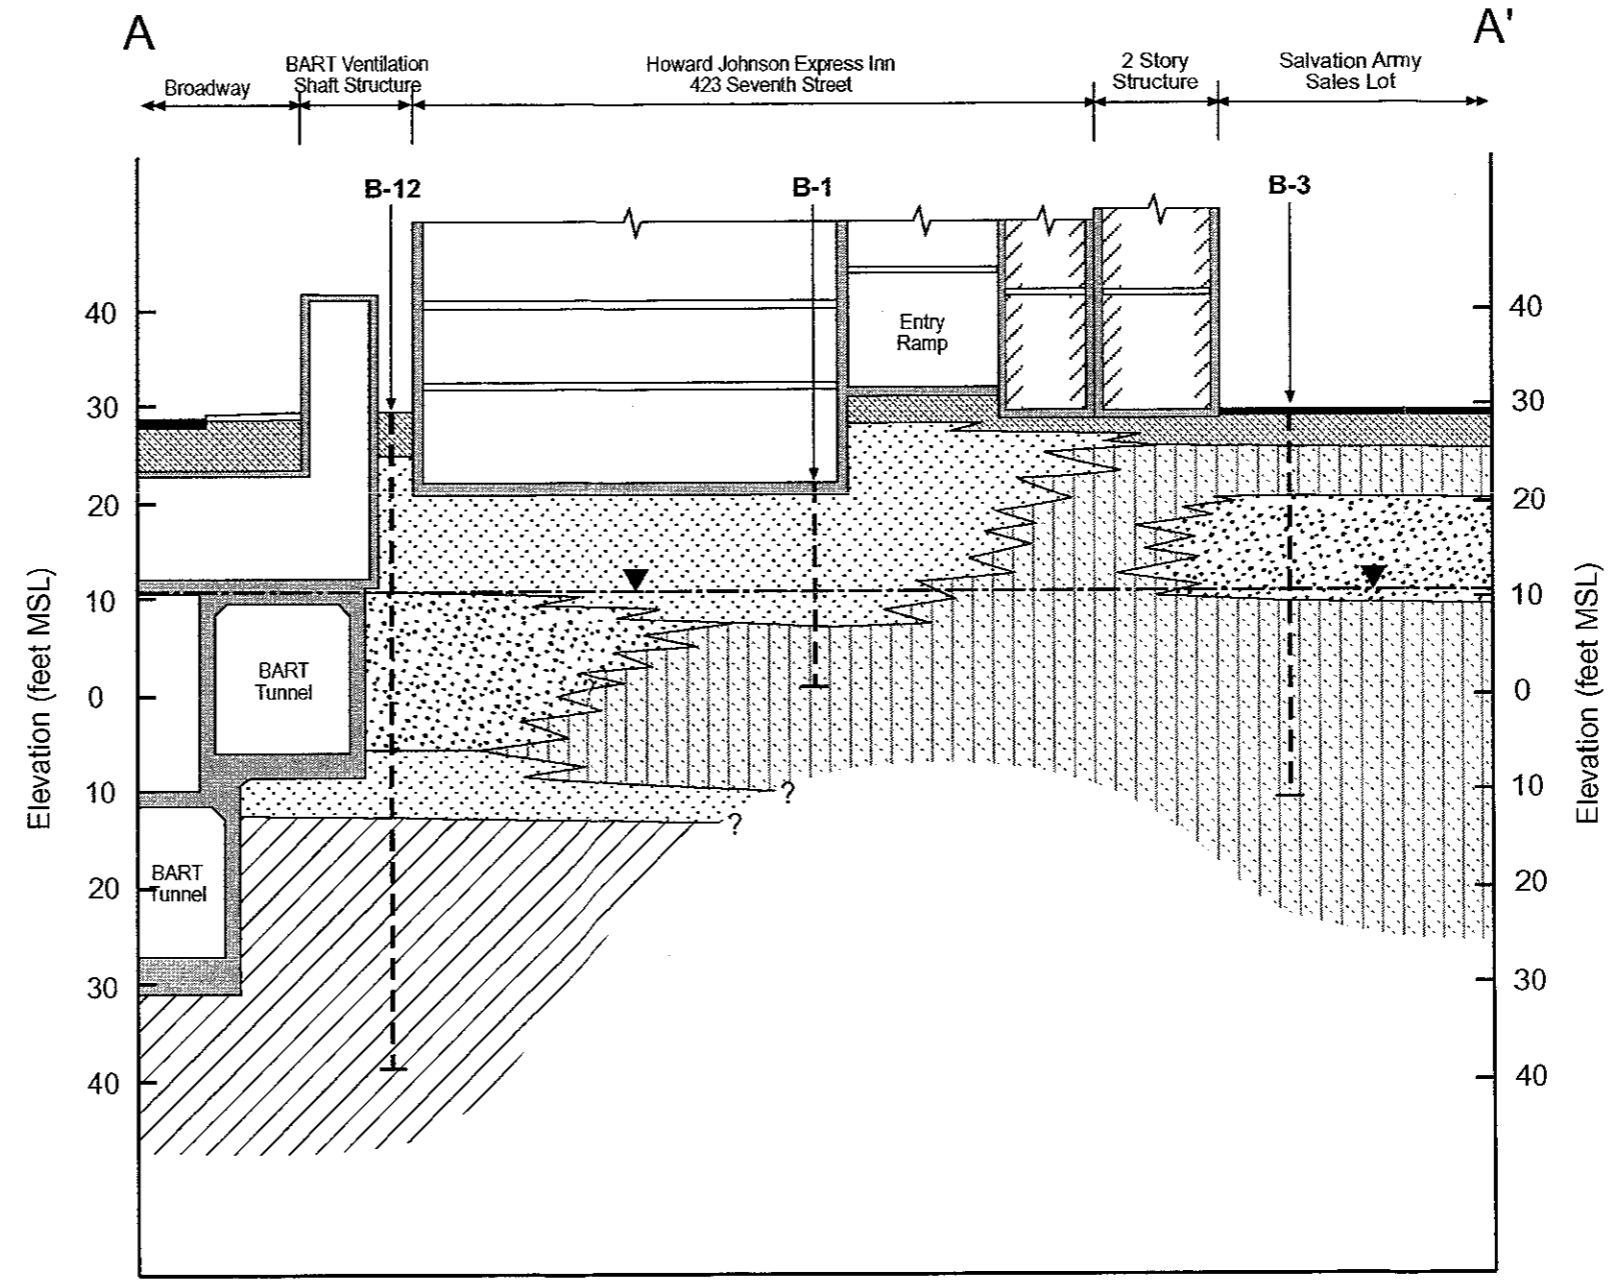 A
A'
Broadway
BART Ventilation
Shaft Structure
Howard Johnson Express Inn
423 Seventh Street
2 Story
Structure
Salvation Army
Sales Lot
B-12
B-1
B-3
Entry
Ramp
40
30
20
10
0
10
20
30
40
Elevation (feet MSL)
BART
Tunnel
BART
Tunnel
?
?
40
30
20
10
0
10
20
30
40
Elevation (feet MSL)